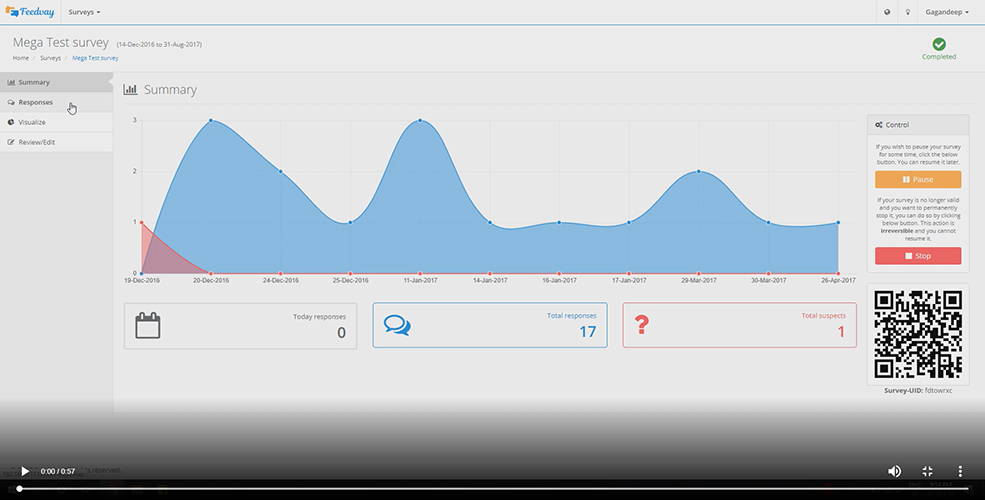 Feedvay
Surveys
Gagandeep
Mega Test survey (14-Dec-2016 to 31-Aug-2017)
Home / Surveys / Mega Test survey
Completed
Summary
Responses
Visualize
Review/Edit
Summary
3
2
1
0
19-Dec-2016 20-Dec-2016 24-Dec-2016 25-Dec-2016 11-Jan-2017 14-Jan-2017 16-Jan-2017 17-Jan-2017 29-Mar-2017 30-Mar-2017 26-Apr-2017
Control
If you wish to pause your survey
for some time, click the below
button. You can resume it later.
Pause
If your survey is no longer valid
and you want to permanently
stop it, you can do so by clicking
below button. This action is
irreversible and you cannot
resume it.
Stop
Today responses
0
Total responses
17
Total suspects
1
Survey-UID: fdtowrxc
0:00 / 0:57
reserved.